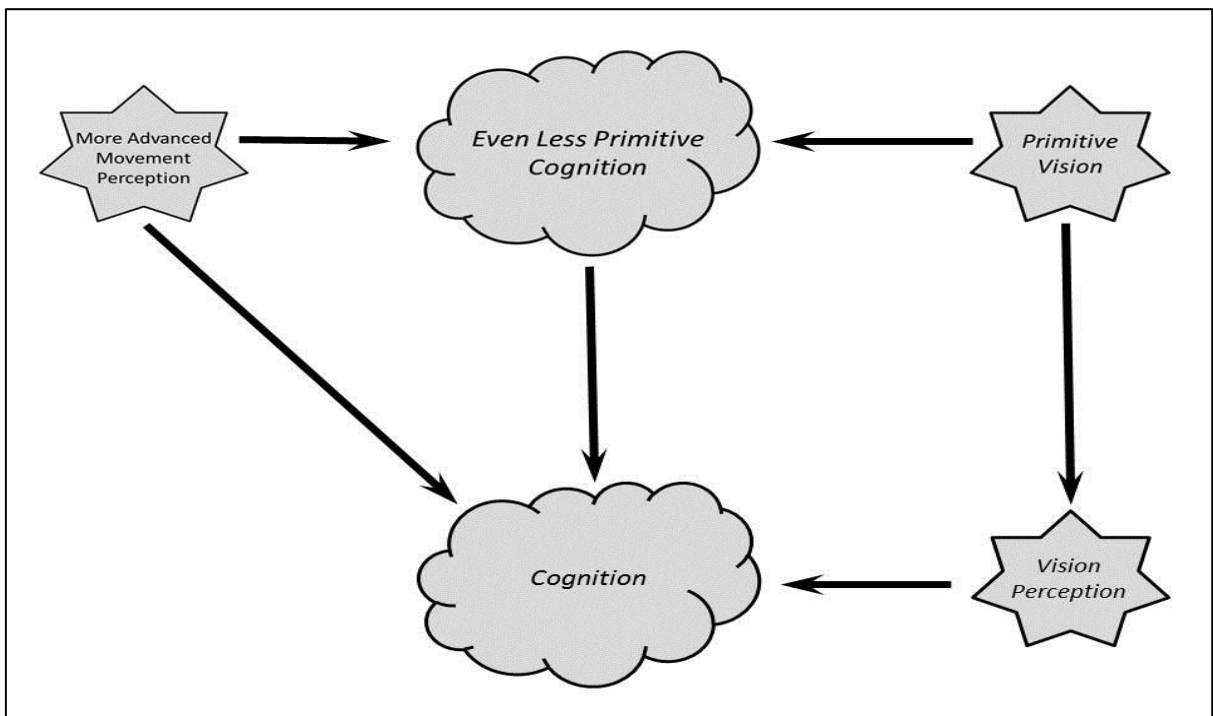 More Advanced
Movement
Perception
Even Less Primitive
Cognition
Primitive
Vision
Cognition
Vision
Perception